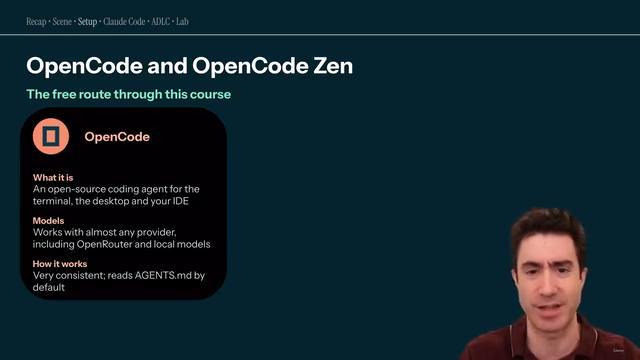 Recap • Scene • Setup • Claude Code • ADLC • Lab
OpenCode and OpenCode Zen
The free route through this course
OpenCode
What it is
An open-source coding agent for the
terminal, the desktop and your IDE
Models
Works with almost any provider,
including OpenRouter and local models
How it works
Very consistent; reads AGENTS.md by
default